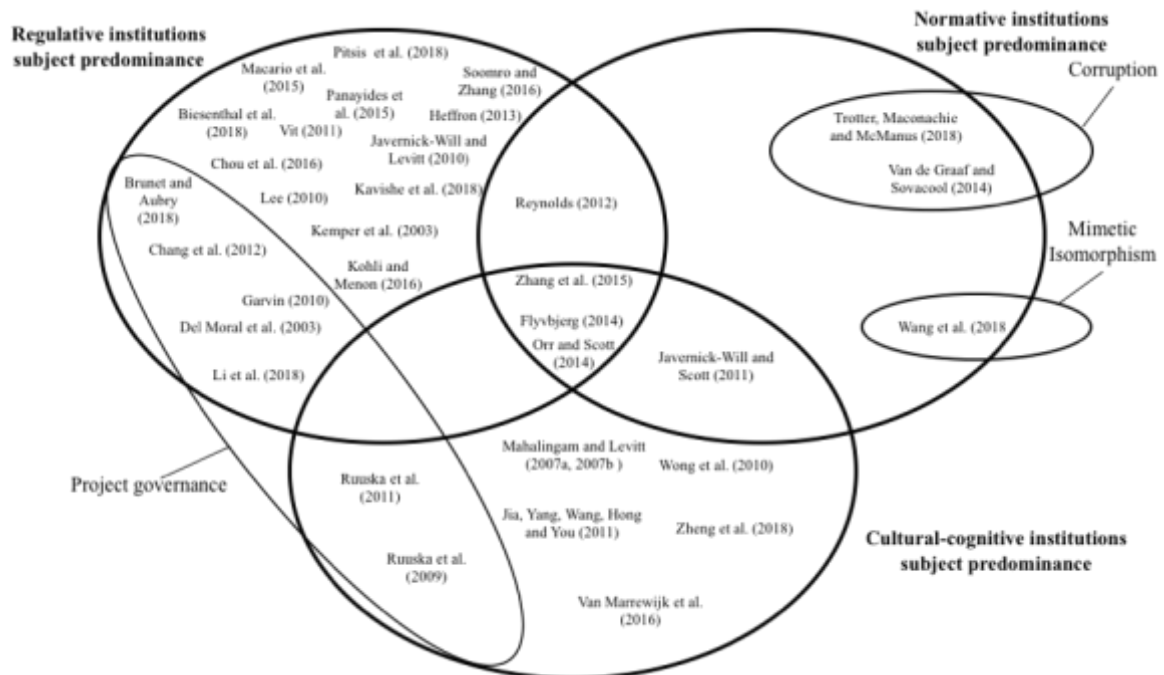 Regulative institutions
subject predominance
Normative institutions
subject predominance
Corruption
Pitsis et al. (2018)
Macario et al.
(2015)
Soomro and
Zhang (2016)
Panayides et
al. (2015)
Biesenthal et al.
(2018)
Vit (2011)
Heffron (2013)
Javernick-Will and
Levitt (2010)
Chou et al. (2016)
Brunet and
Aubry
(2018)
Lee (2010)
Kavishe et al. (2018)
Kemper et al. (2003)
Chang et al. (2012)
Kohli and
Menon (2016)
Garvin (2010)
Del Moral et al. (2003)
Li et al. (2018)
Reynolds (2012)
Trotter, Maconachie
and McManus (2018)
Van de Graaf and
Sovacool (2014)
Mimetic
Isomorphism
Wang et al. (2018
Zhang et al. (2015)
Flyvbjerg (2014)
Orr and Scott
(2014)
Javernick-Will and
Scott (2011)
Project governance
Ruuska et al.
(2011)
Mahalingam and Levitt
(2007a, 2007b )
Wong et al. (2010)
Jia, Yang, Wang, Hong
and You (2011)
Zheng et al. (2018)
Ruuska et al.
(2009)
Van Marrewijk et al.
(2016)
Cultural-cognitive institutions
subject predominance